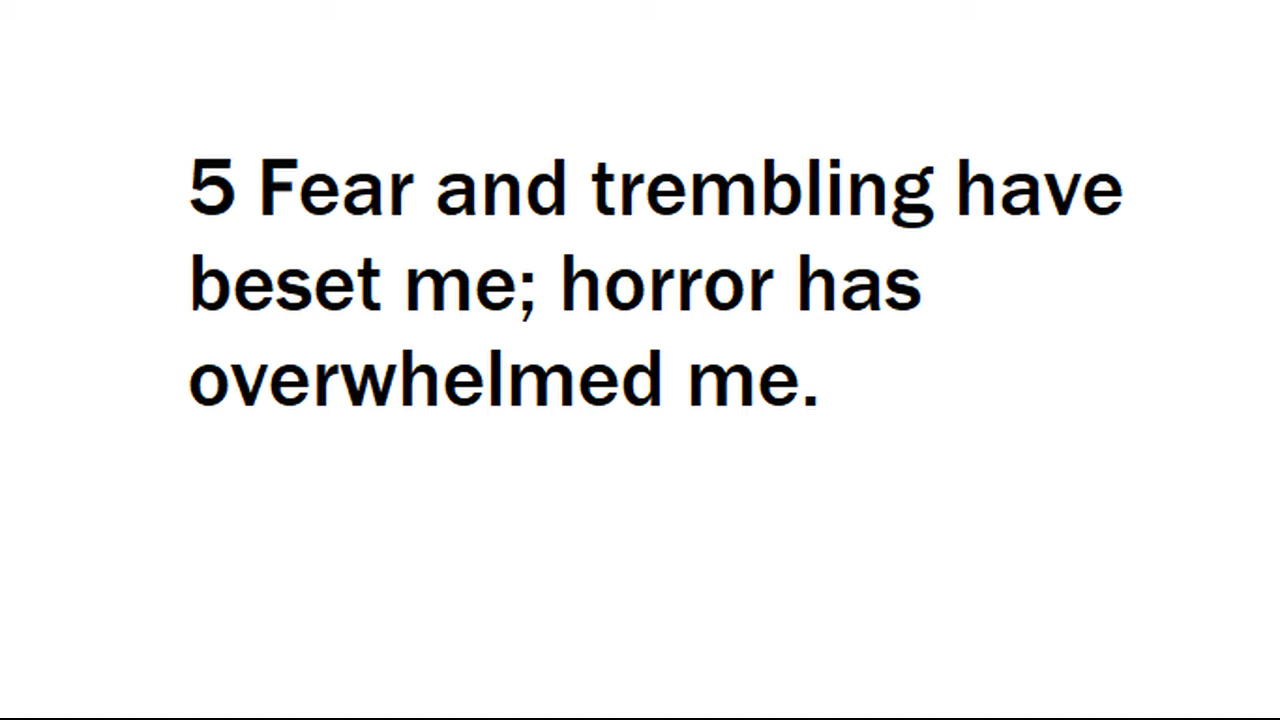 5 Fear and trembling have
beset me; horror has
overwhelmed me.